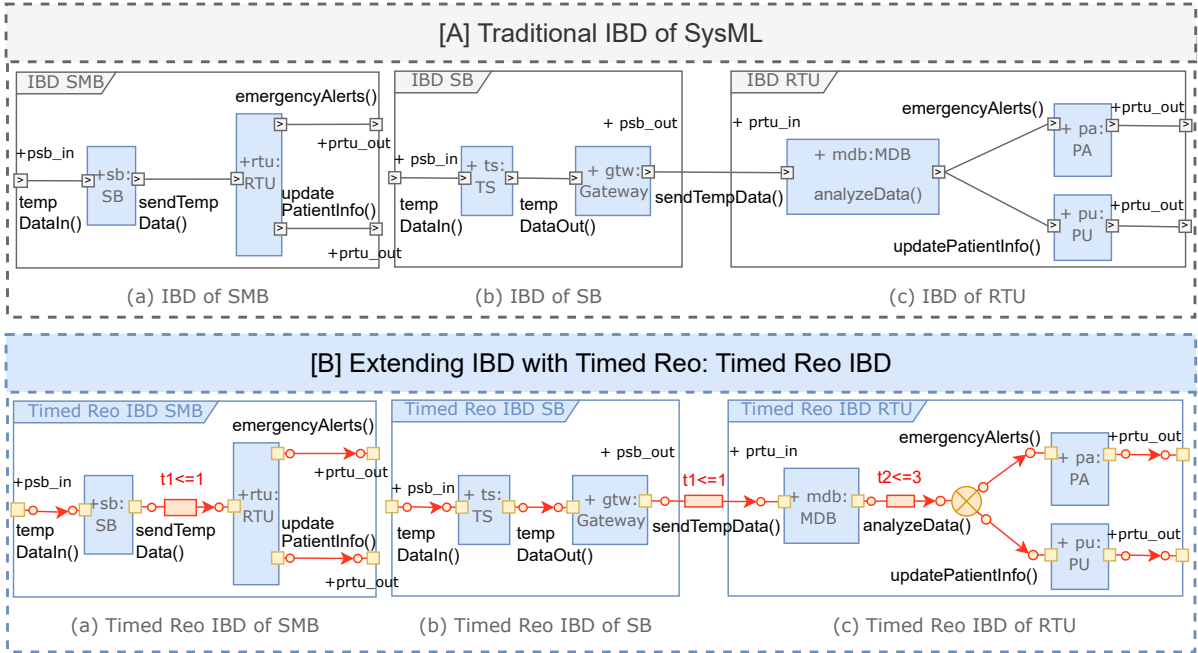 [A] Traditional IBD of SysML
IBD SMB
emergencyAlerts()
+prtu_out
+psb_in
+sb:
SB
+rtu:
RTU
temp
DataIn()
sendTemp
Data()
update
PatientInfo()
+prtu_out
(a) IBD of SMB
IBD SB
+ psb_out
+ psb_in
+ ts:
TS
+ gtw:
Gateway
temp
DataIn()
temp
DataOut()
sendTempData()
(b) IBD of SB
IBD RTU
+ prtu_in
emergencyAlerts()
+ mdb:MDB
analyzeData()
+ pa:
PA
+prtu_out
+ pu:
PU
+prtu_out
updatePatientInfo()
(c) IBD of RTU
[B] Extending IBD with Timed Reo: Timed Reo IBD
Timed Reo IBD SMB
emergencyAlerts()
+prtu_out
+psb_in
+sb:
SB
t1<=1
+rtu:
RTU
temp
DataIn()
sendTemp
Data()
update
PatientInfo()
+prtu_out
(a) Timed Reo IBD of SMB
Timed Reo IBD SB
+ psb_out
+ psb_in
+ ts:
TS
+ gtw:
Gateway
t1<=1
temp
DataIn()
temp
DataOut()
sendTempData()
(b) Timed Reo IBD of SB
Timed Reo IBD RTU
+ prtu_in
emergencyAlerts()
+ mdb:
MDB
t2<=3
analyzeData()
+ pa:
PA
+prtu_out
+ pu:
PU
+prtu_out
updatePatientInfo()
(c) Timed Reo IBD of RTU